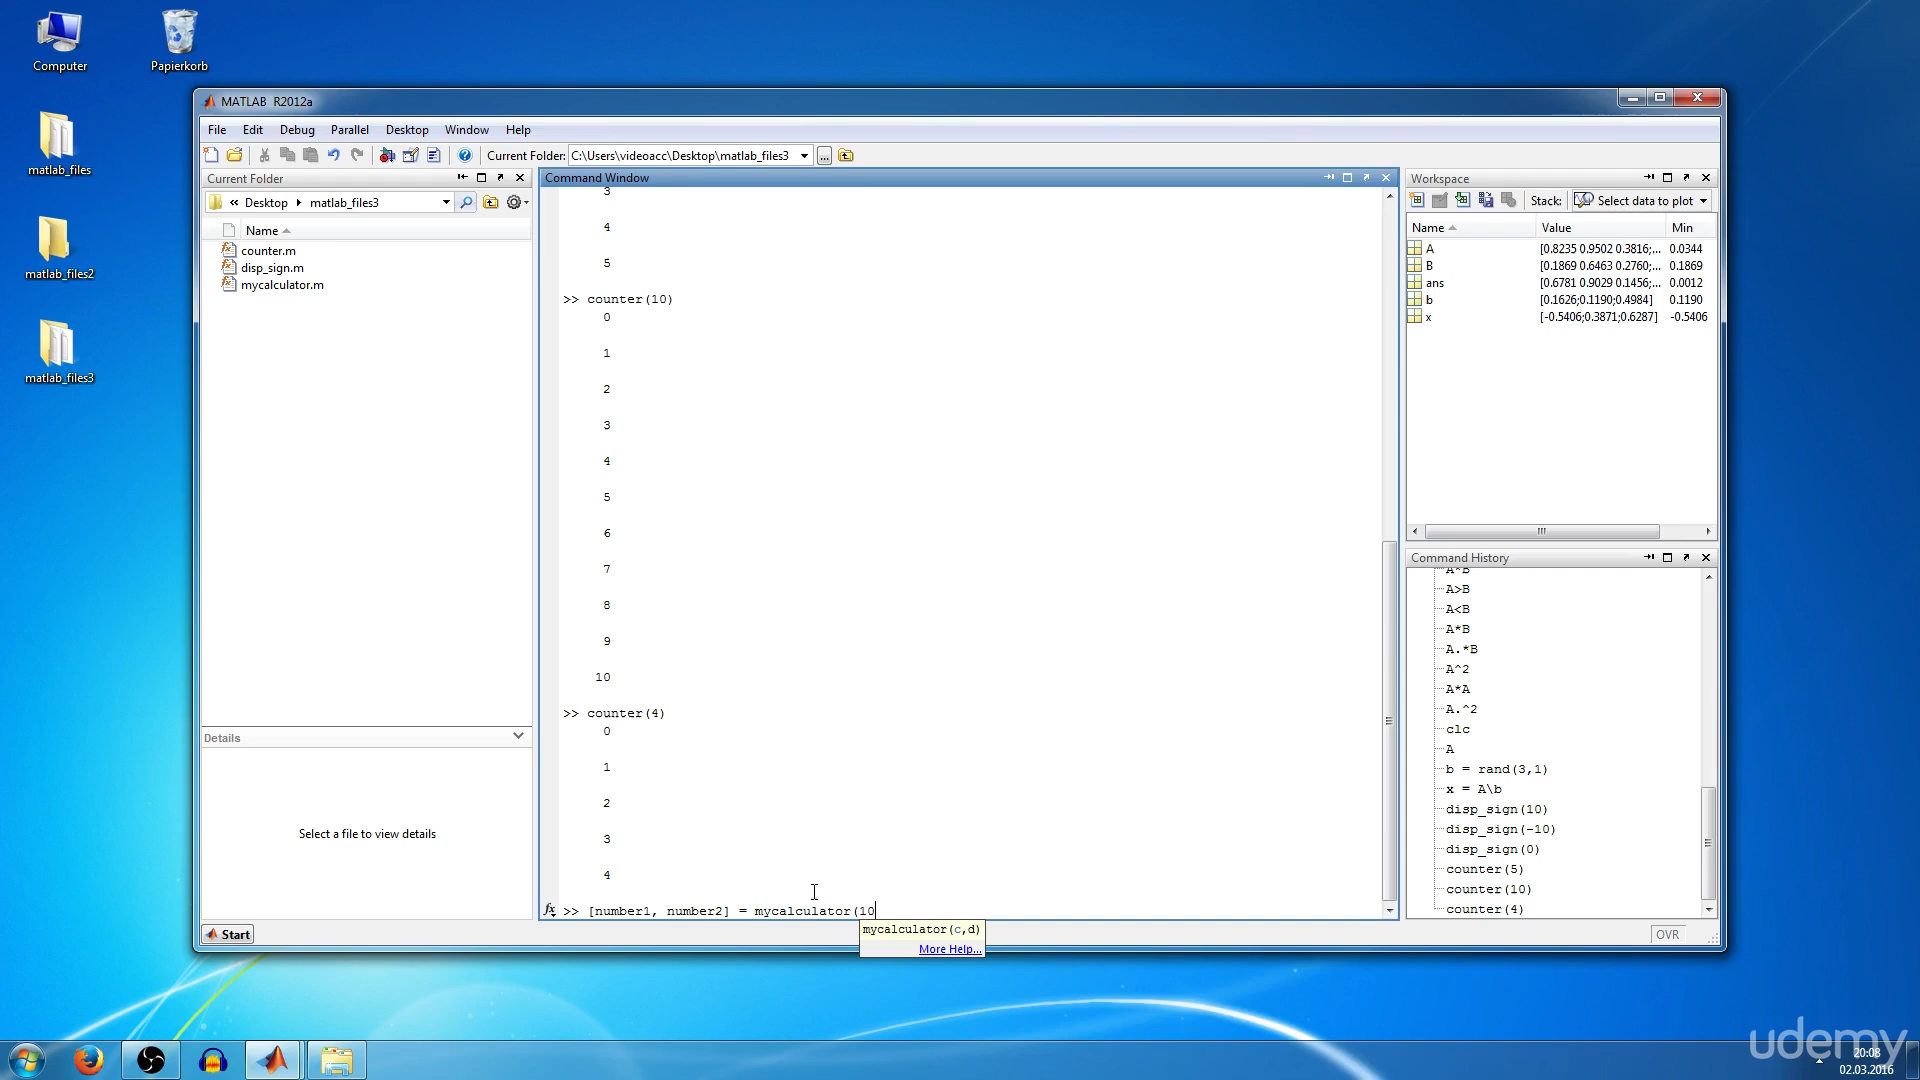 Computer
Papierkorb
matlab_files
matlab_files2
matlab_files3
MATLAB R2012a
File Edit Debug Parallel Desktop Window Help
Current Folder: C:\Users\videoacc\Desktop\matlab_files3 ...
Current Folder
« Desktop matlab_files3
Name
counter.m
disp_sign.m
mycalculator.m
Details
Select a file to view details
Start
Command Window
3
4
5
>> counter(10)
0
1
2
3
4
5
6
7
8
9
10
>> counter(4)
0
1
2
3
4
fx >> [number1, number2] = mycalculator(10
mycalculator(c,d)
More Help...
Workspace
Stack: Select data to plot
Name Value Min
A [0.8235 0.9502 0.3816;... 0.0344
B [0.1869 0.6463 0.2760;... 0.1869
ans [0.6781 0.9029 0.1456;... 0.0012
b [0.1626;0.1190;0.4984] 0.1190
x [-0.5406;0.3871;0.6287] -0.5406
Command History
A*B
A>B
A<B
A*B
A.*B
A^2
A*A
A.^2
clc
A
b = rand(3,1)
x = A\b
disp_sign(10)
disp_sign(-10)
disp_sign(0)
counter(5)
counter(10)
counter(4)
OVR
udemy
20:08
02.03.2016